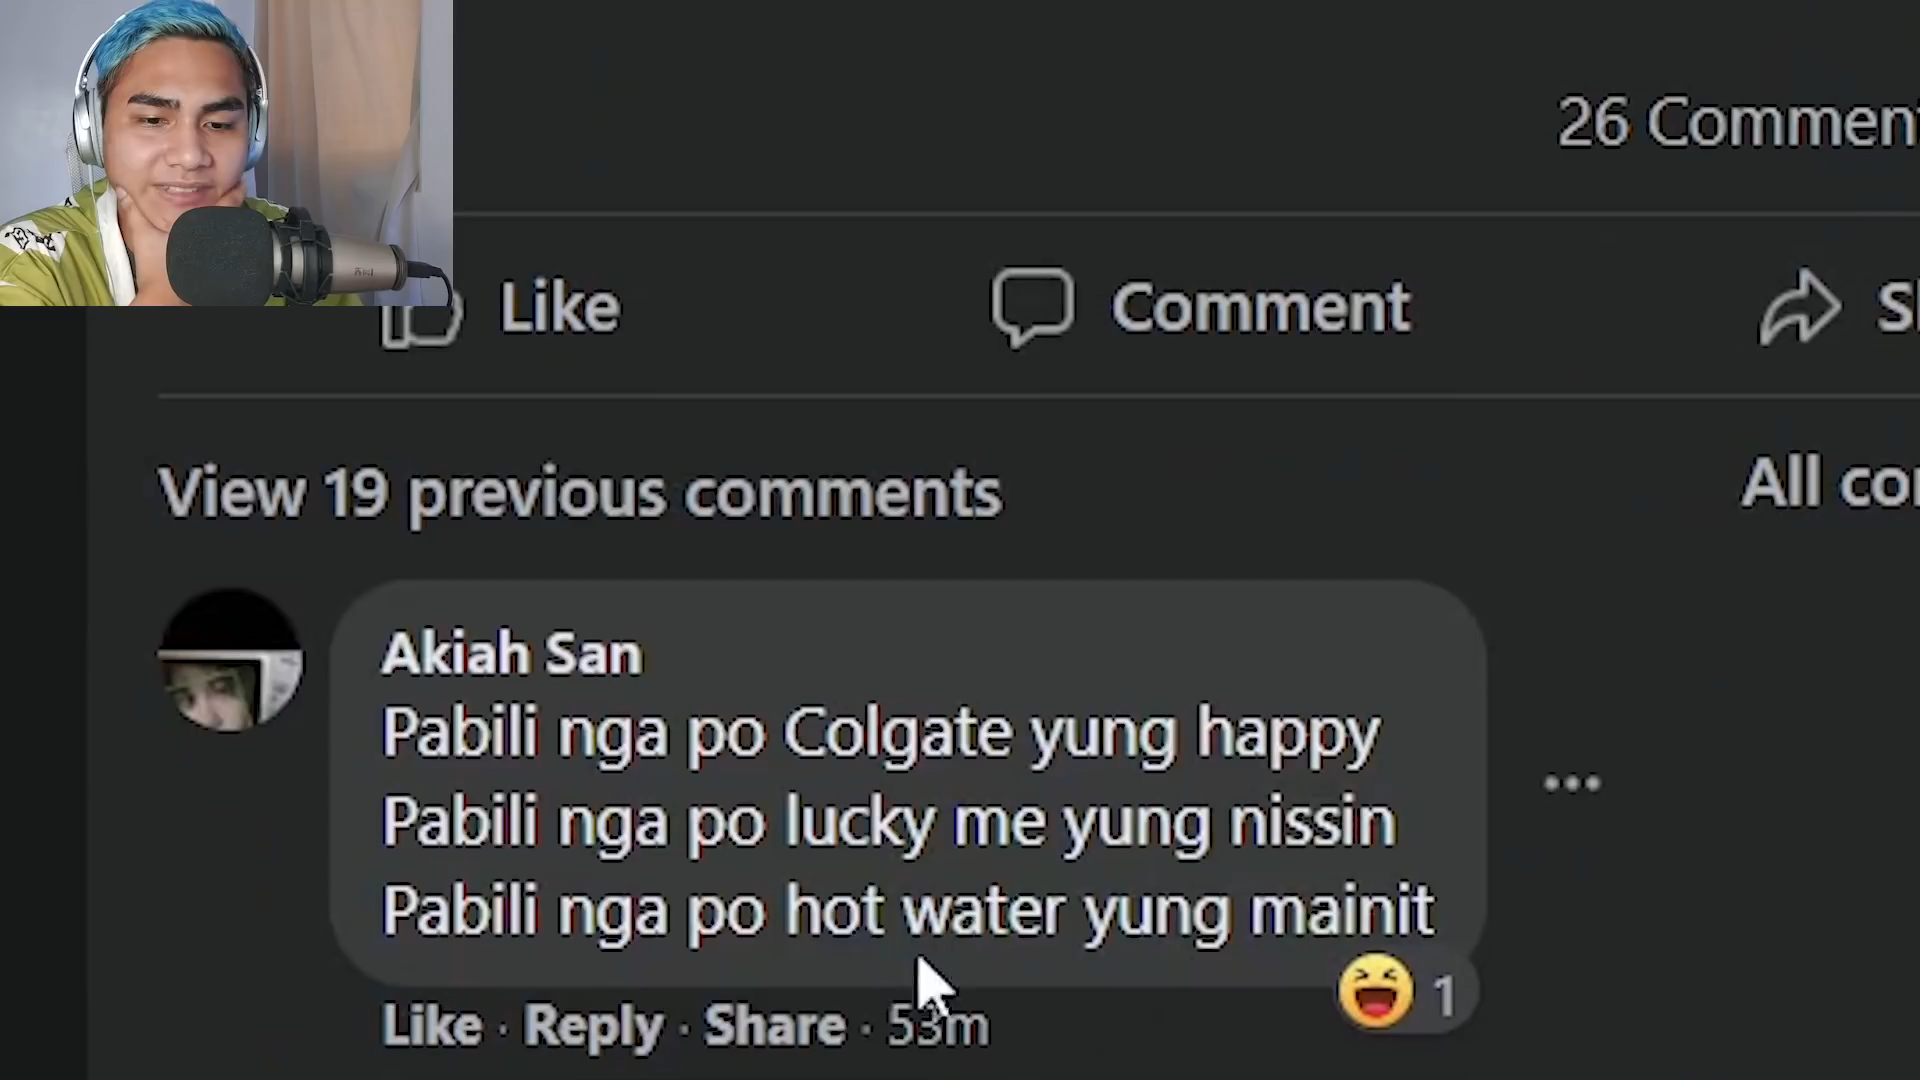 26 Commen
Like
Comment
View 19 previous comments
All co
Akiah San
Pabili nga po Colgate yung happy
Pabili nga po lucky me yung nissin
Pabili nga po hot water yung mainit
1
Like · Reply · Share · 53m